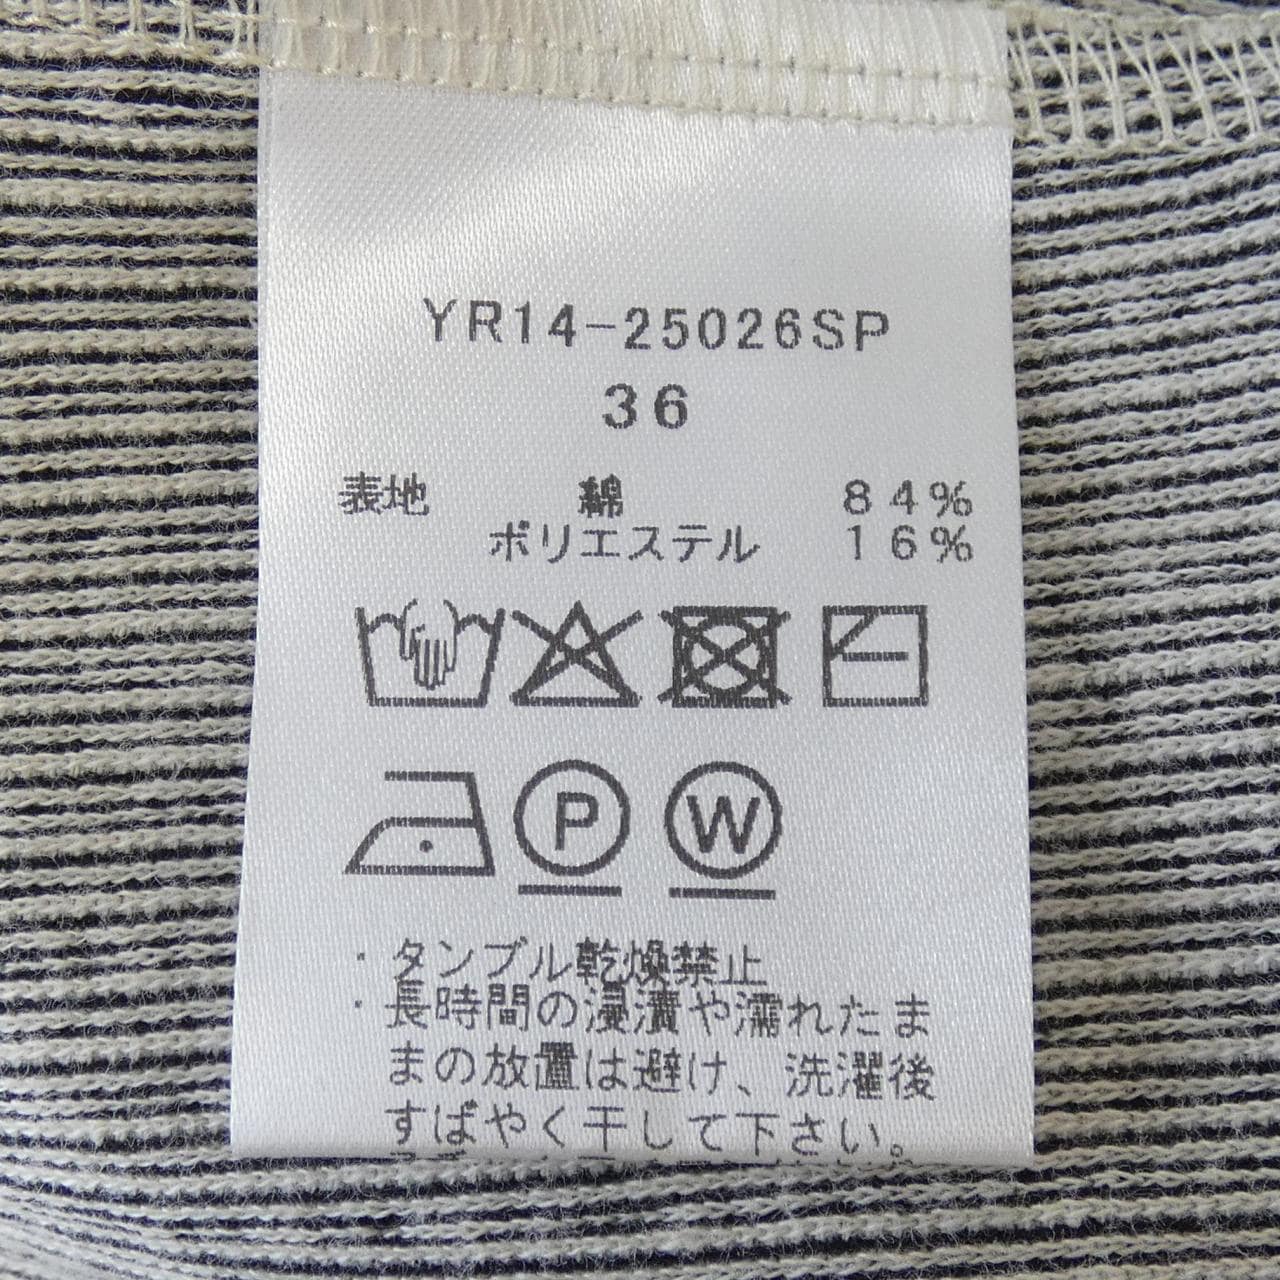 YR14-25026SP
36
表地 綿 84%
ポリエステル 16%
P W
・タンブル乾燥禁止
・長時間の浸漬や濡れたま
まの放置は避け、洗濯後
すばやく干して下さい。